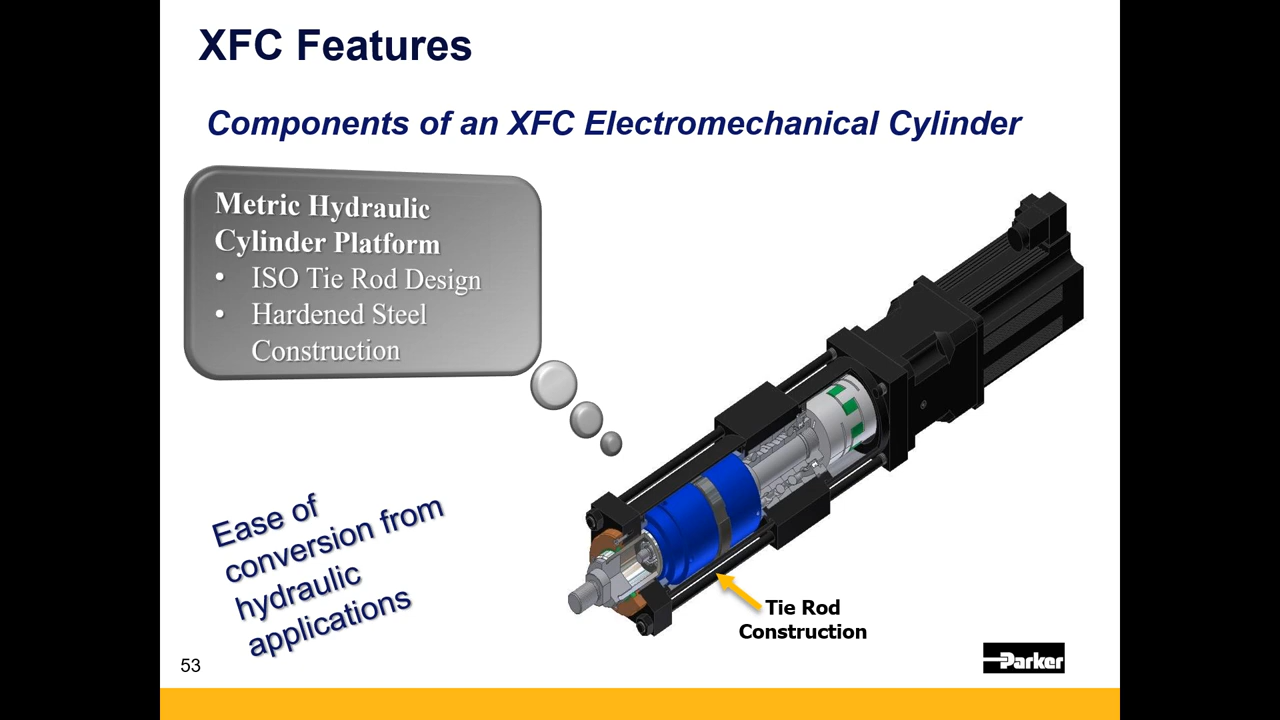 XFC Features
Components of an XFC Electromechanical Cylinder
Metric Hydraulic
Cylinder Platform
• ISO Tie Rod Design
• Hardened Steel
Construction
Ease of
conversion from
hydraulic
applications
Tie Rod
Construction
53
Parker